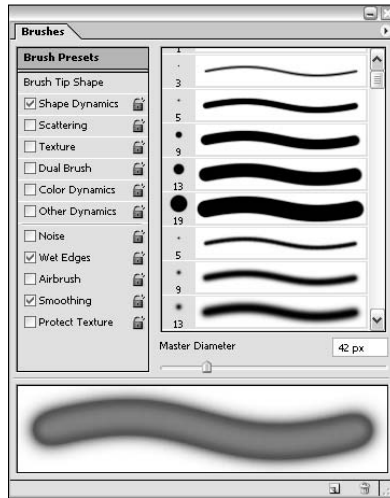 Brushes
Brush Presets
Brush Tip Shape
Shape Dynamics
Scattering
Texture
Dual Brush
Color Dynamics
Other Dynamics
Noise
Wet Edges
Airbrush
Smoothing
Protect Texture
3
5
9
13
19
5
9
13
Master Diameter
42 px